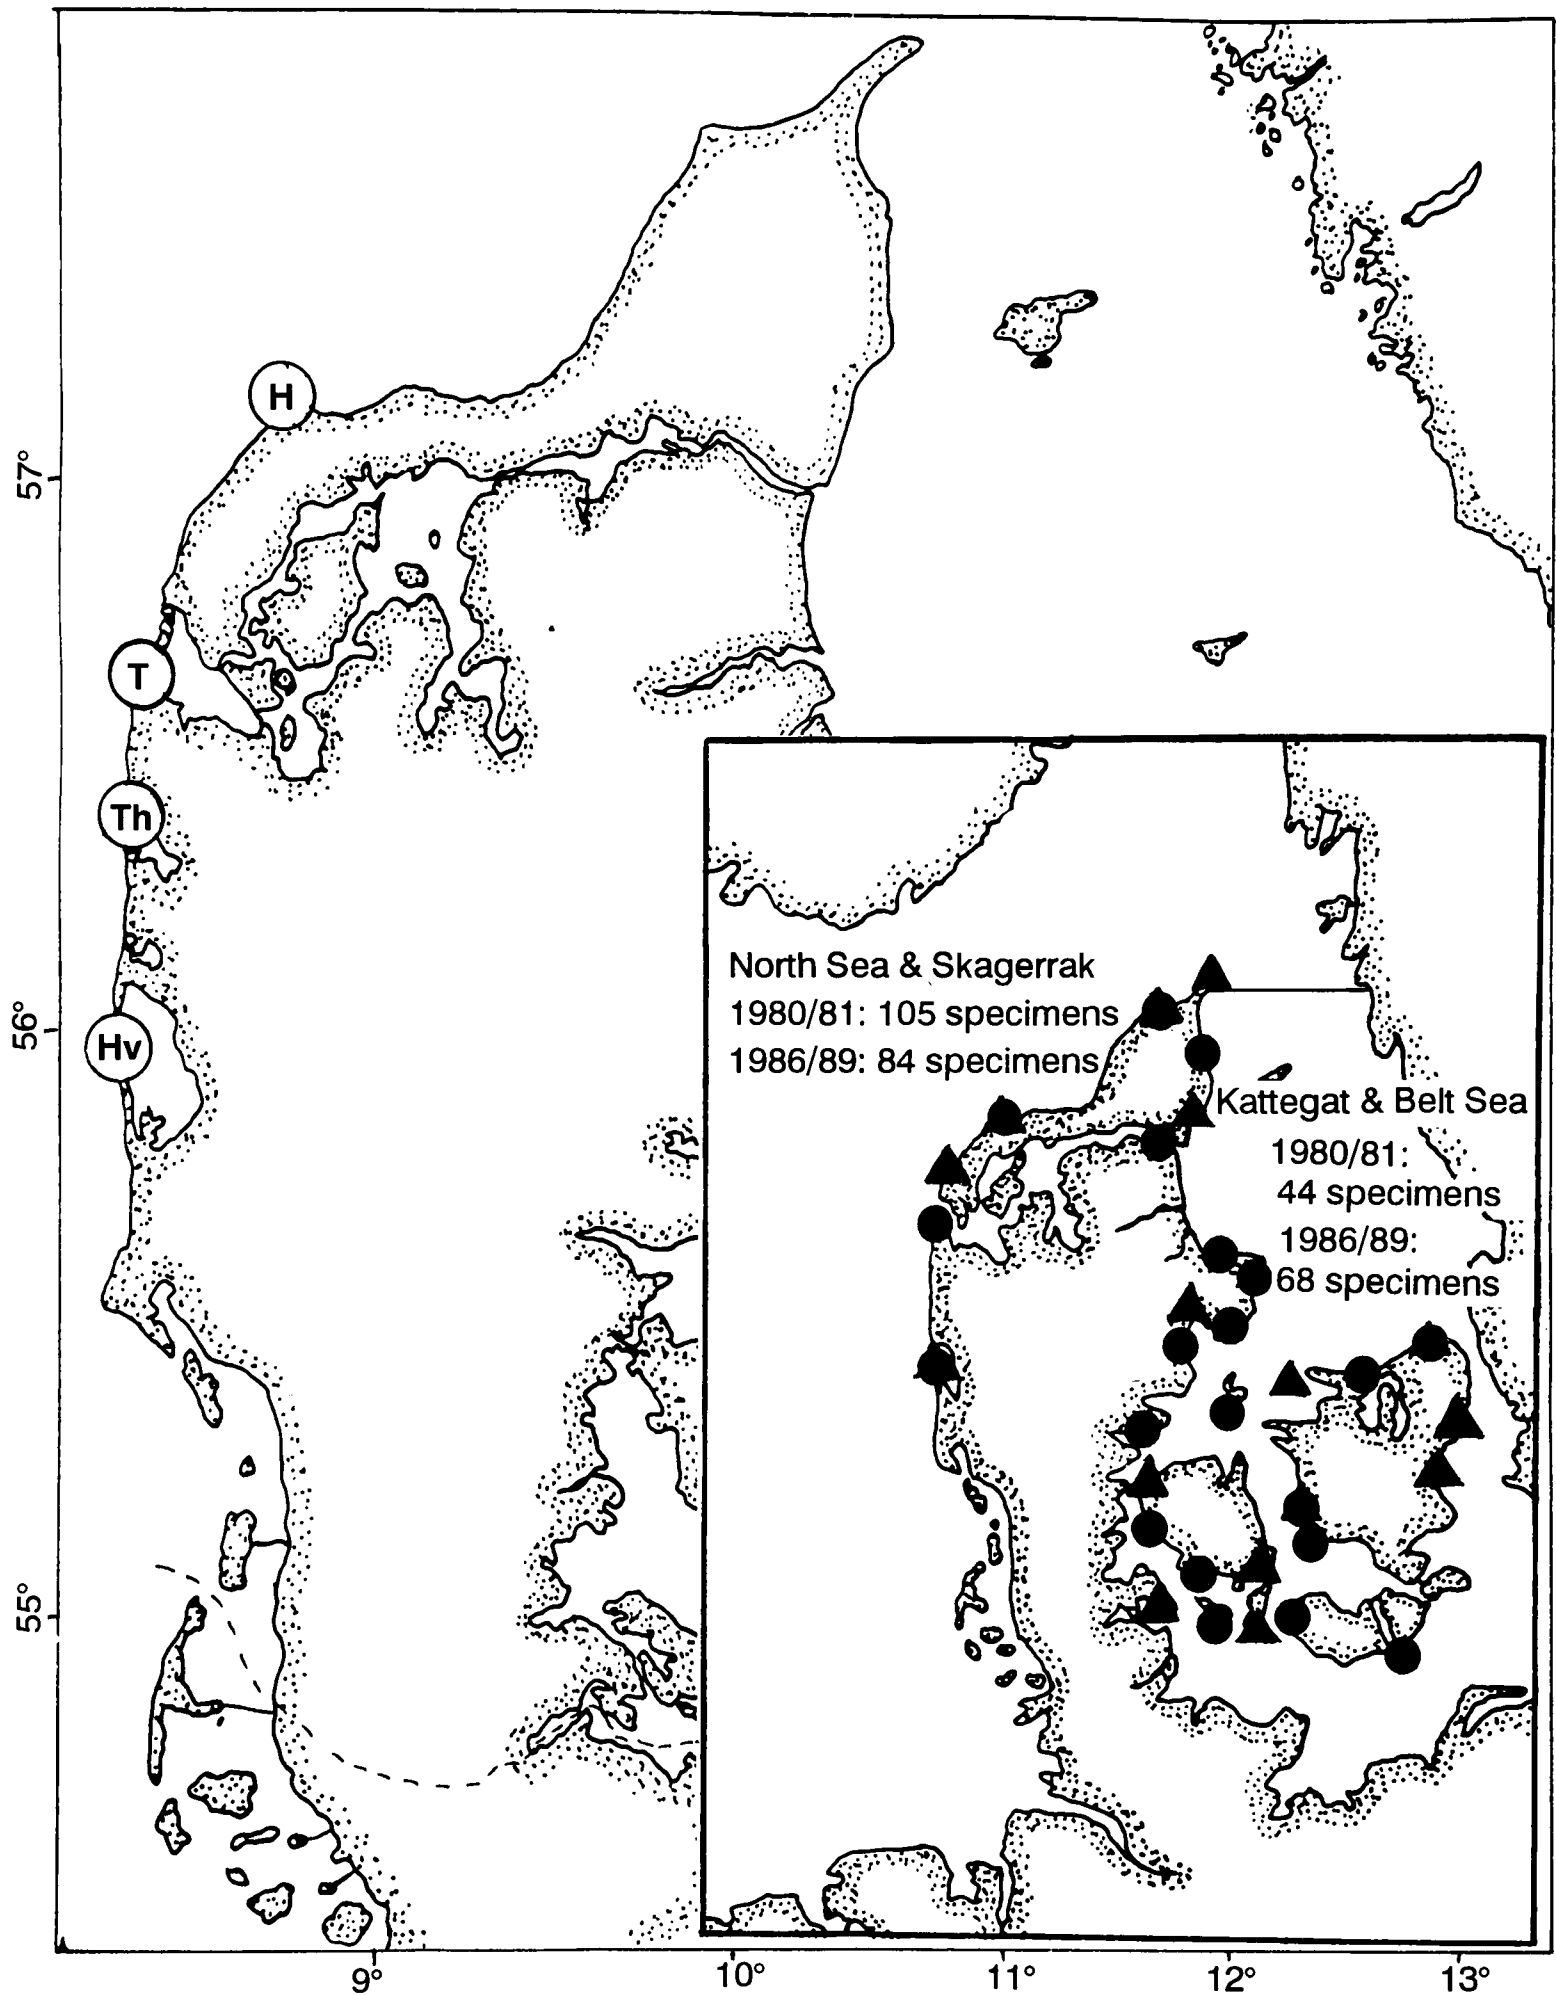 H
57°
T
Th
North Sea & Skagerrak
1980/81: 105 specimens
56°
Hv
1986/89: 84 specimens
Kattegat & Belt Sea
1980/81:
44 specimens
1986/89:
68 specimens
55°
9°
10°
11°
12°
13°